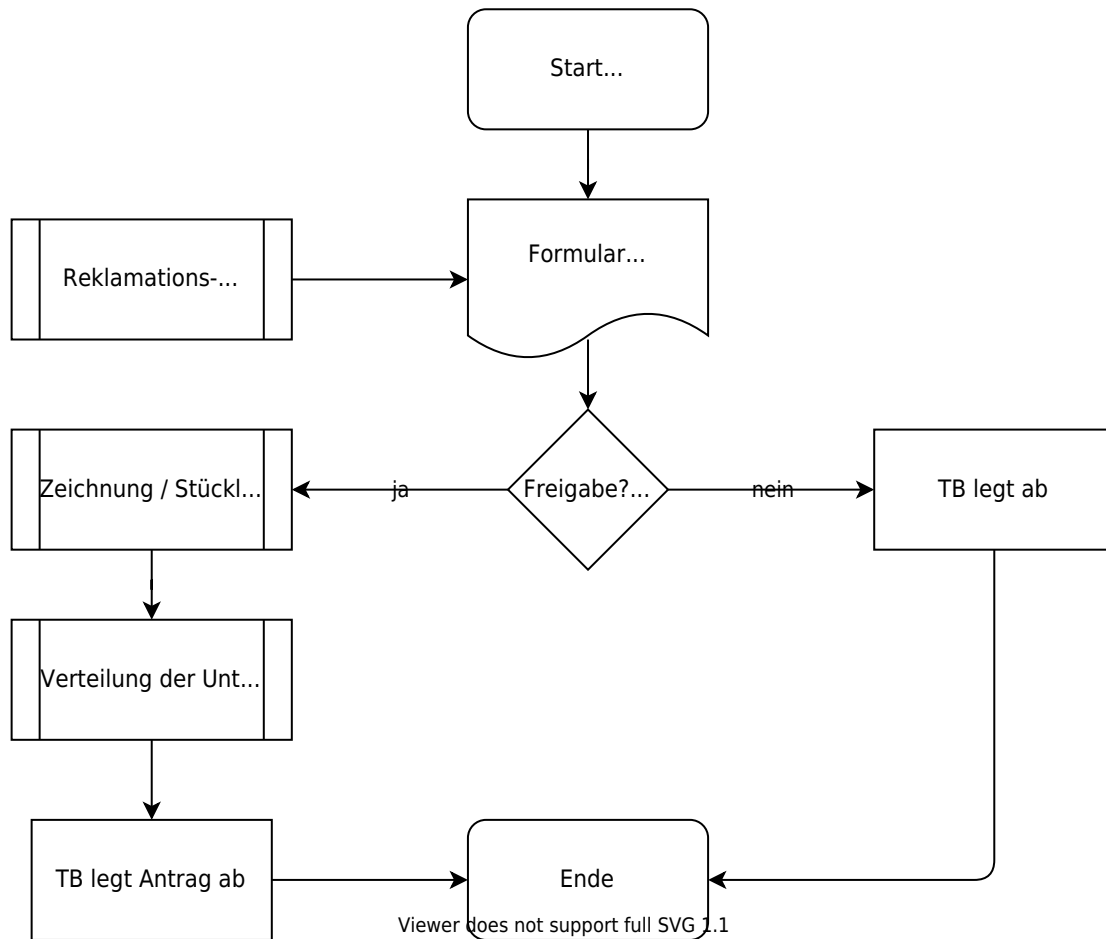 Start...
Formular...
Reklamations-...
Zeichnung / Stückl...
ja
Freigabe?...
nein
TB legt ab
Verteilung der Unt...
TB legt Antrag ab
Ende
Viewer does not support full SVG 1.1